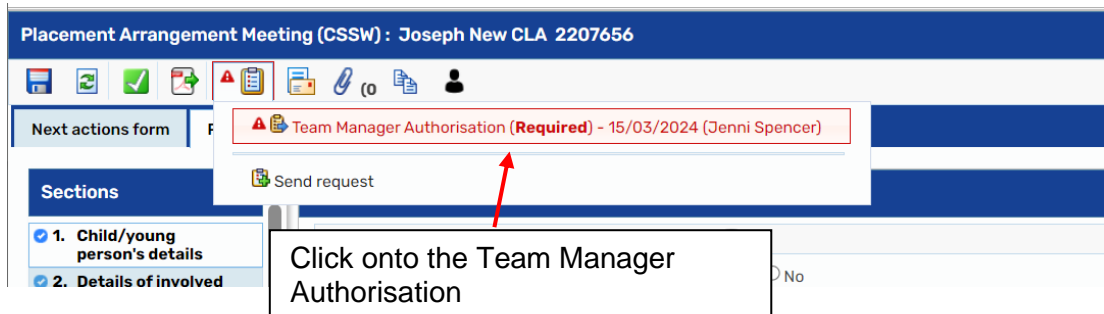 Placement Arrangement Meeting (CSSW) : Joseph New CLA 2207656
(0
Next actions form
Team Manager Authorisation (Required) - 15/03/2024 (Jenni Spencer)
Send request
Sections
1. Child/young
person's details
2. Details of involved
No
Click onto the Team Manager
Authorisation